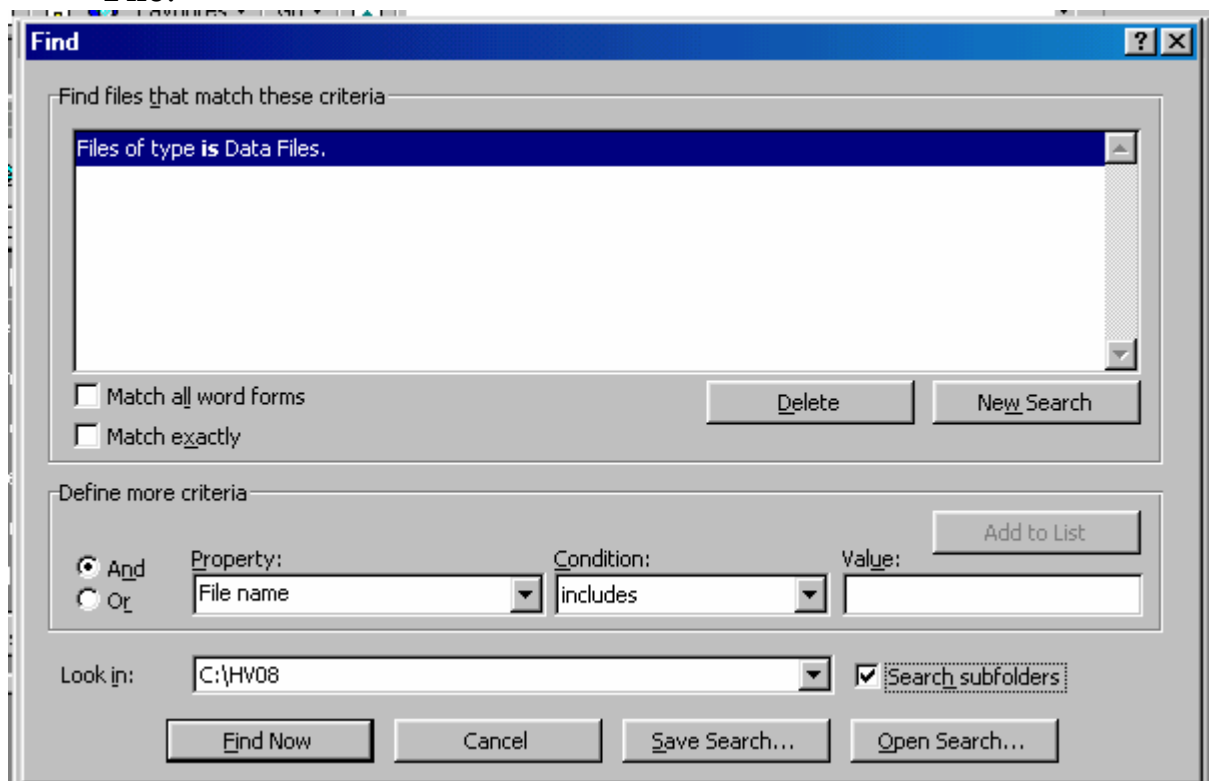 Favorites Go
Find
Find files that match these criteria
Files of type is Data Files.
Match all word forms
Match exactly
Delete
New Search
Define more criteria
Add to List
And
Or
Property:
File name
Condition:
includes
Value:
Look in:
C:\HV08
Search subfolders
Find Now
Cancel
Save Search...
Open Search...